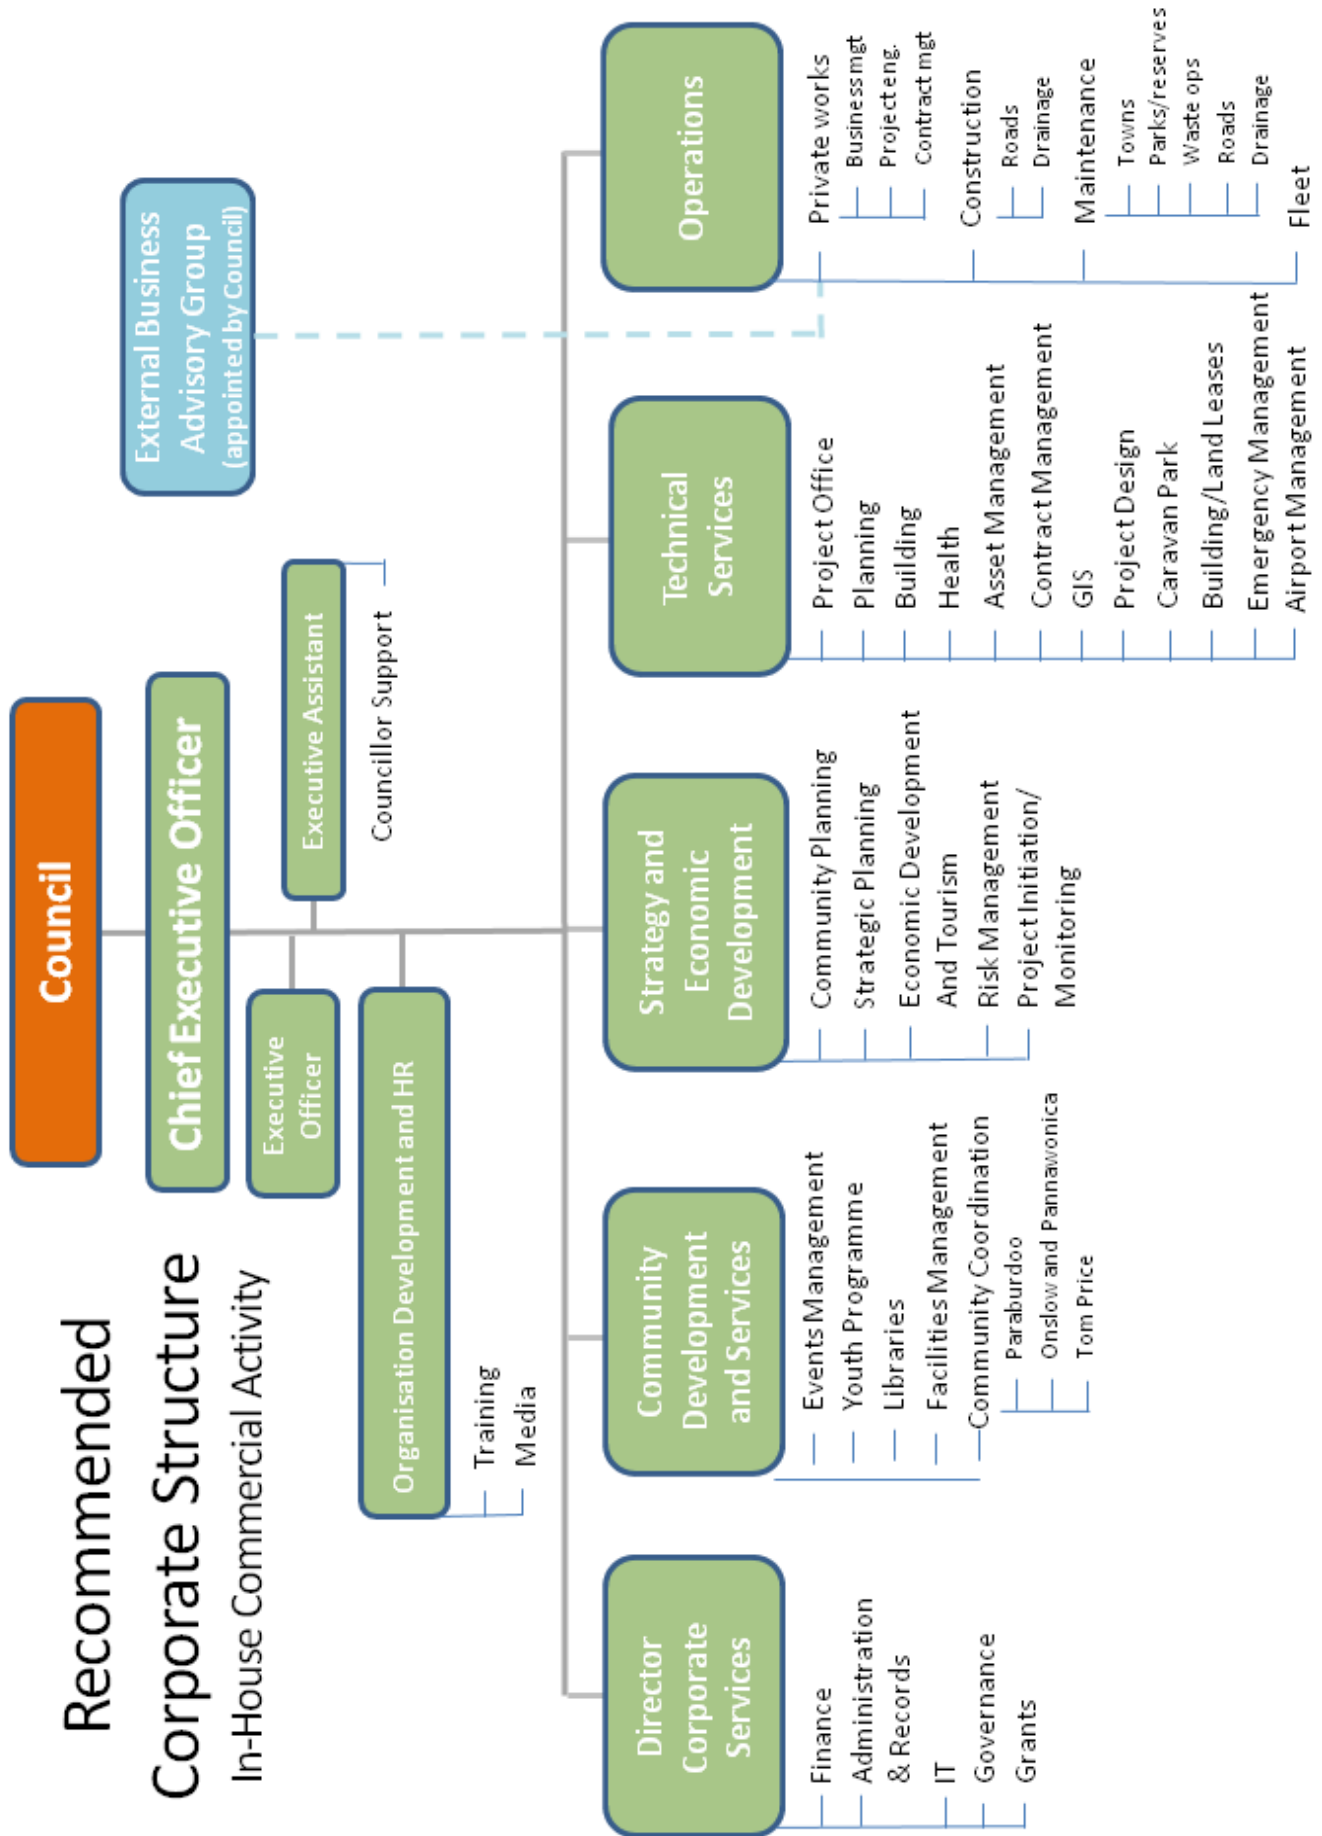 Recommended
Corporate Structure
In-House Commercial Activity
Council
Chief Executive Officer
External Business
Advisory Group
(appointed by Council)
Executive
Officer
Executive Assistant
Councillor Support
Organisation Development and HR
Training
Media
Director
Corporate
Services
Finance
Administration
& Records
IT
Governance
Grants
Community
Development
and Services
Events Management
Youth Programme
Libraries
Facilities Management
Community Coordination
Paraburdoo
Onslow and Pannawonica
Tom Price
Strategy and
Economic
Development
Community Planning
Strategic Planning
Economic Development
And Tourism
Risk Management
Project Initiation/
Monitoring
Technical
Services
Project Office
Planning
Building
Health
Asset Management
Contract Management
GIS
Project Design
Caravan Park
Building/Land Leases
Emergency Management
Airport Management
Operations
Private works
Business mgt
Project eng.
Contract mgt
Construction
Roads
Drainage
Maintenance
Towns
Parks/reserves
Waste ops
Roads
Drainage
Fleet